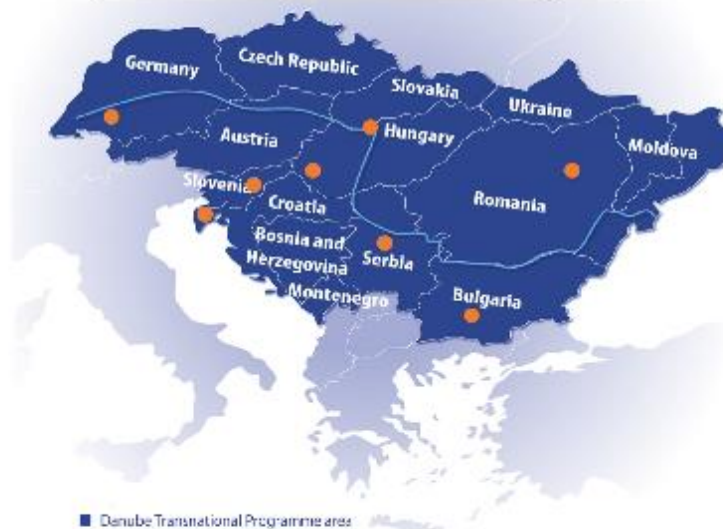 Germany
Czech Republic
Slovakia
Ukraine
Austria
Hungary
Moldova
Slovenia
Croatia
Romania
Bosnia and
Herzegovina
Serbia
Montenegro
Bulgaria
Danube Transnational Programme area